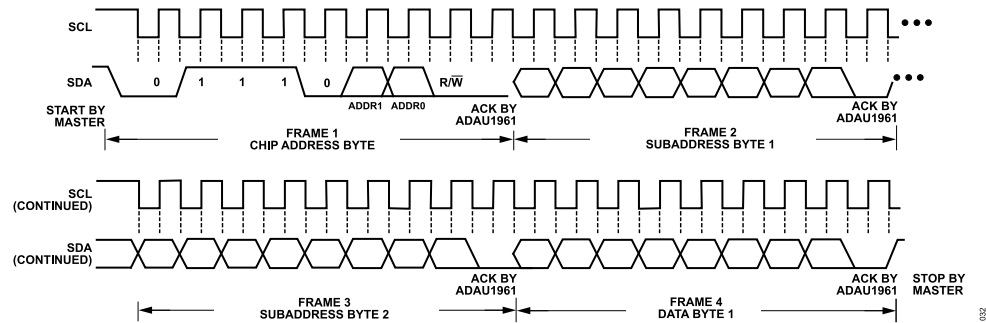 SCL
SDA
0 1 1 1 0 R/W̅
ADDR1 ADDR0
START BY
MASTER
ACK BY
ADAU1961
ACK BY
ADAU1961
FRAME 1
CHIP ADDRESS BYTE
FRAME 2
SUBADDRESS BYTE 1
SCL
(CONTINUED)
SDA
(CONTINUED)
ACK BY
ADAU1961
ACK BY
ADAU1961
STOP BY
MASTER
FRAME 3
SUBADDRESS BYTE 2
FRAME 4
DATA BYTE 1
032